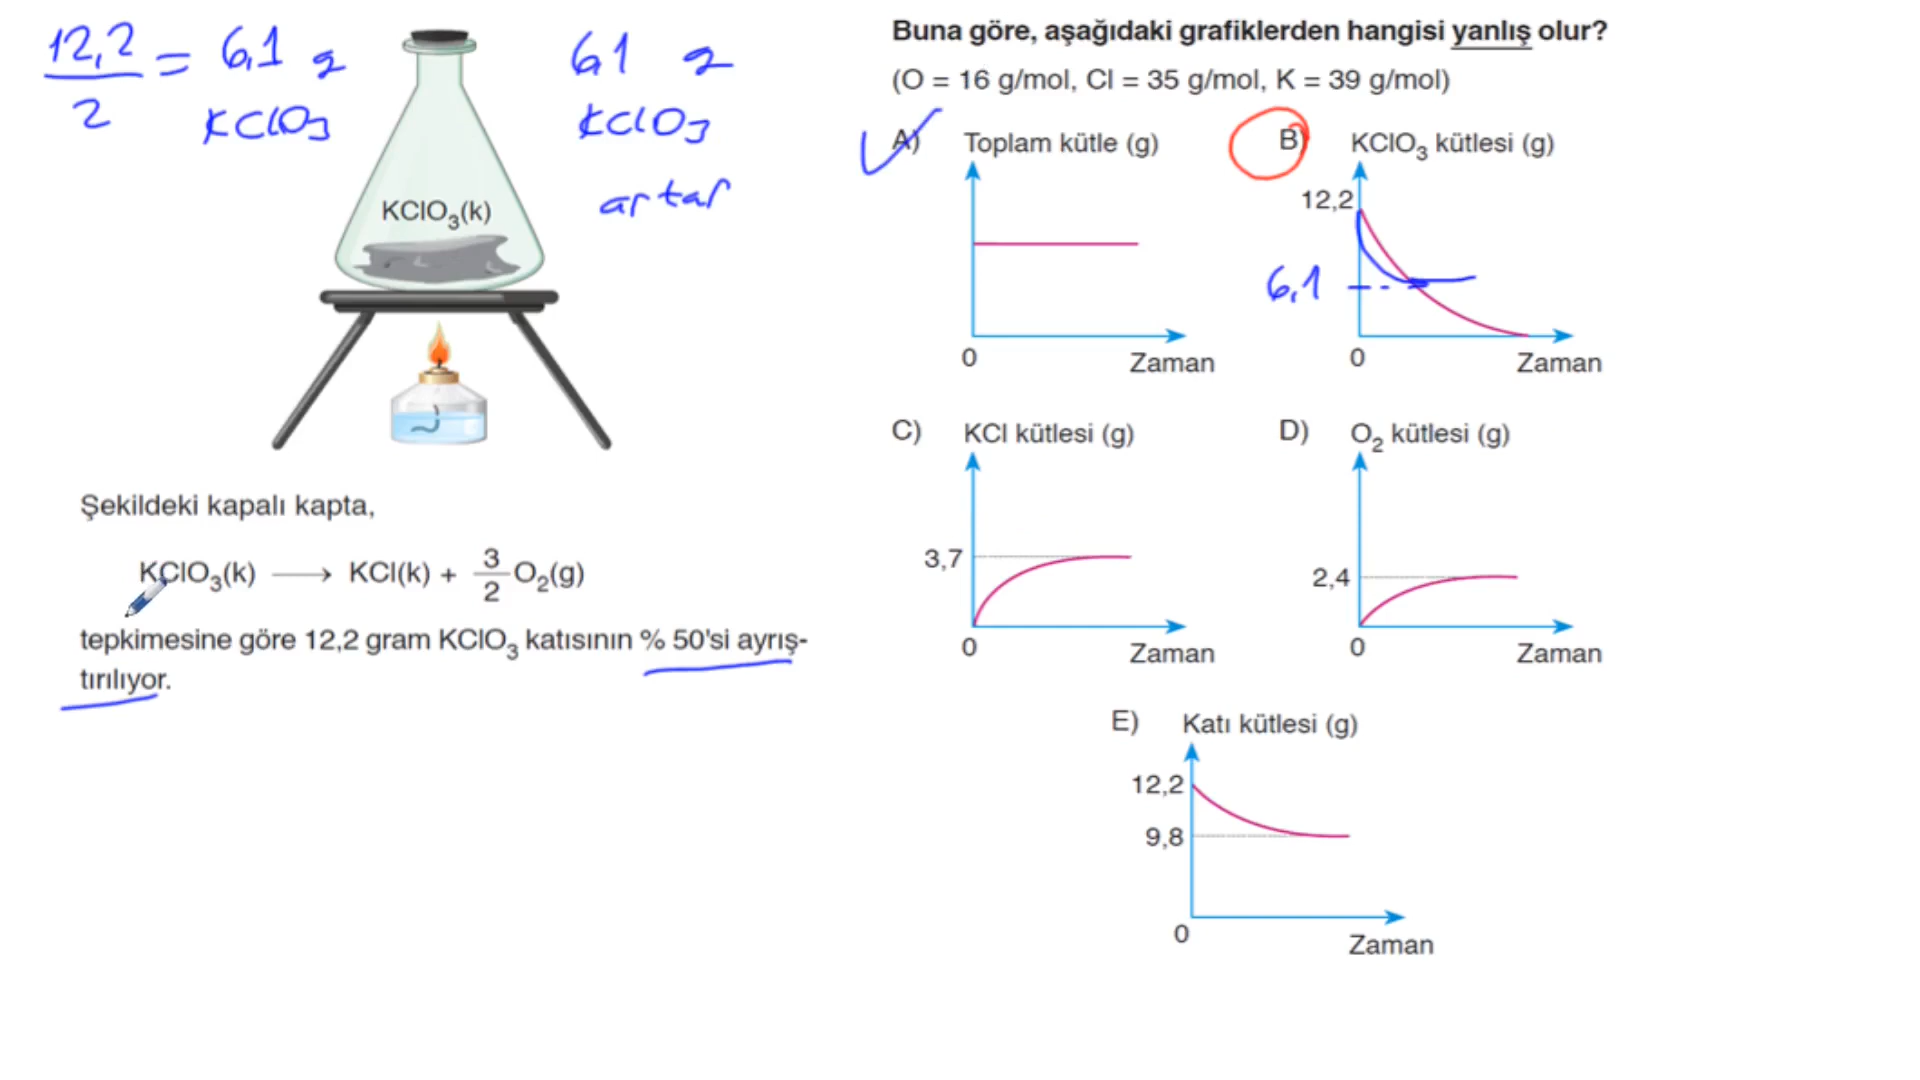 12,2
2
= 6,1 g
KClO3
61 g
KClO3
artar
KClO3(k)
Şekildeki kapalı kapta,
KClO3(k) ⟶ KCl(k) + 3/2 O2(g)
tepkimesine göre 12,2 gram KClO3 katısının % 50'si ayrış-
tırılıyor.
Buna göre, aşağıdaki grafiklerden hangisi yanlış olur?
(O = 16 g/mol, Cl = 35 g/mol, K = 39 g/mol)
A) Toplam kütle (g)
0
Zaman
B) KClO3 kütlesi (g)
12,2
6,1
0
Zaman
C) KCl kütlesi (g)
3,7
0
Zaman
D) O2 kütlesi (g)
2,4
0
Zaman
E) Katı kütlesi (g)
12,2
9,8
0
Zaman